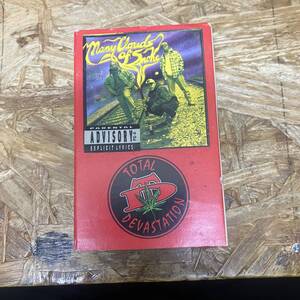 Many Clouds
of Smoke
PARENTAL
ADVISORY
EXPLICIT LYRICS
TOTAL
DEVASTATION